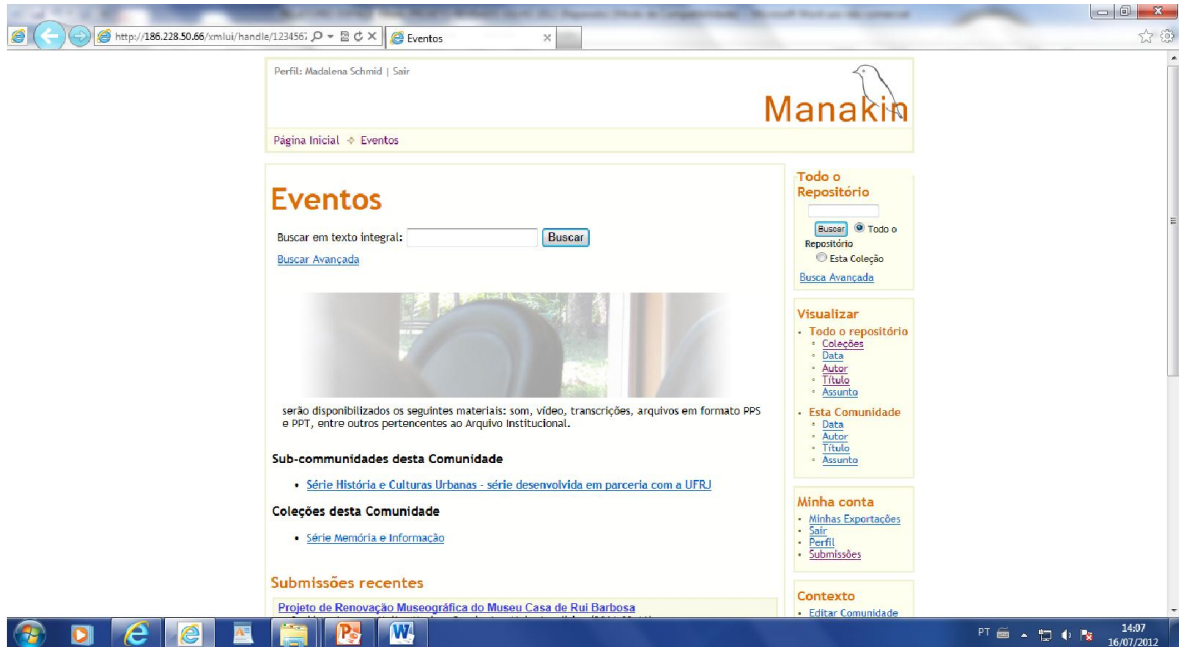 http://186.228.50.66/xmlui/handle/123456
Eventos
Perfil: Madalena Schmid | Sair
Manakin
Página Inicial Eventos
Eventos
Buscar em texto integral: Buscar
Buscar Avançada
serão disponibilizados os seguintes materiais: som, vídeo, transcrições, arquivos em formato PPS
e PPT, entre outros pertencentes ao Arquivo Institucional.
Sub-communidades desta Comunidade
• Série História e Culturas Urbanas - série desenvolvida em parceria com a UFRJ
Coleções desta Comunidade
• Série Memória e Informação
Submissões recentes
Projeto de Renovação Museográfica do Museu Casa de Rui Barbosa
Todo o
Repositório
Buscar Todo o
Repositório
Esta Coleção
Busca Avançada
Visualizar
Todo o repositório
Coleções
Data
Autor
Título
Assunto
Esta Comunidade
Data
Autor
Título
Assunto
Minha conta
Minhas Exportações
Sair
Perfil
Submissões
Contexto
Editar Comunidade
PT 14:07
16/07/2012